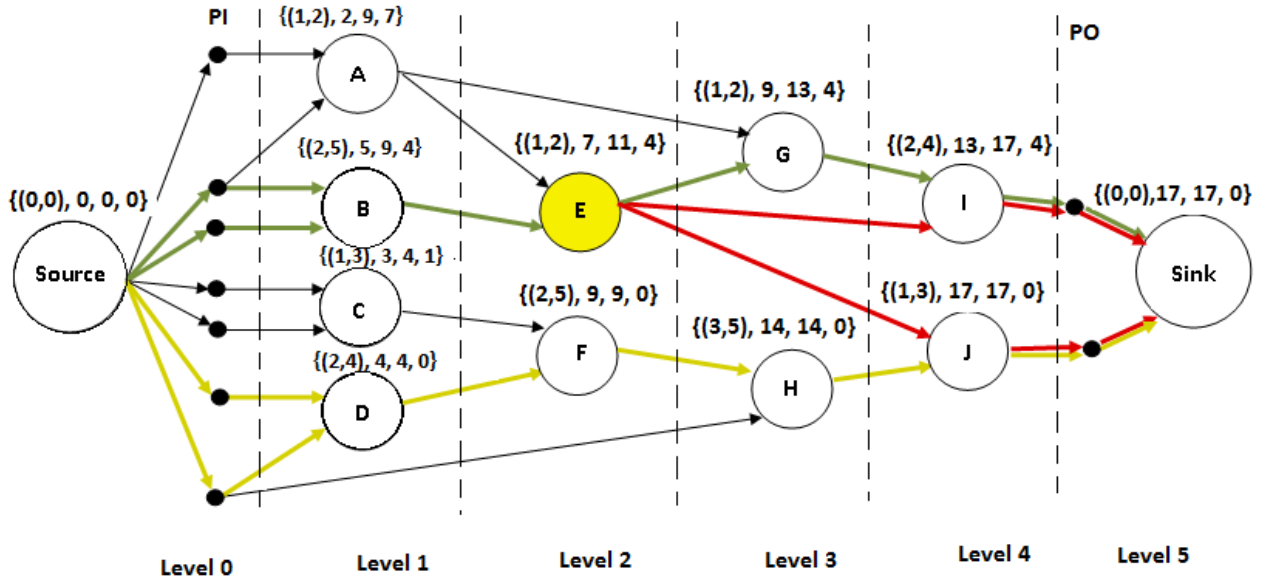 PI
{(1,2), 2, 9, 7}
PO
A
{(1,2), 9, 13, 4}
{(2,5), 5, 9, 4}
{(1,2), 7, 11, 4}
G
{(2,4), 13, 17, 4}
{(0,0), 0, 0, 0}
B
E
I
{(0,0),17, 17, 0}
Source
{(1,3), 3, 4, 1}
Sink
C
{(2,5), 9, 9, 0}
{(1,3), 17, 17, 0}
{(3,5), 14, 14, 0}
{(2,4), 4, 4, 0}
F
J
D
H
Level 0
Level 1
Level 2
Level 3
Level 4
Level 5